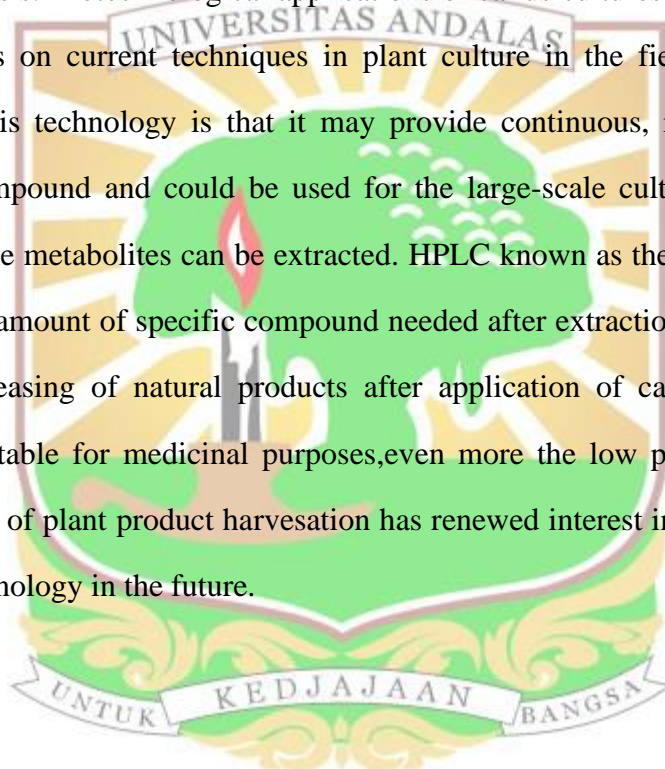 UNIVERSITAS ANDALAS
s on current techniques in plant culture in the fie
is technology is that it may provide continuous,
mpound and could be used for the large-scale cult
e metabolites can be extracted. HPLC known as the
amount of specific compound needed after extractio
easing of natural products after application of ca
table for medicinal purposes,even more the low p
of plant product harvesation has renewed interest in
nology in the future.
UNTUK KEDJAJAAN BANGSA